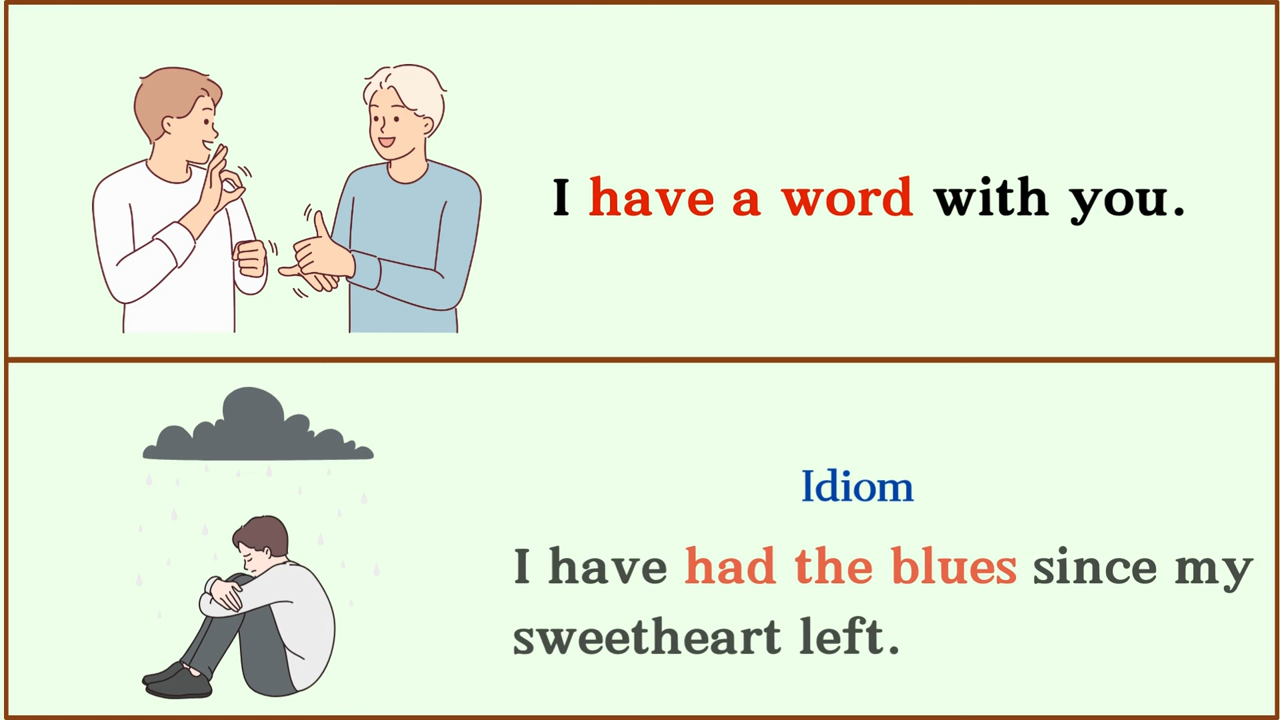 I have a word with you.
Idiom
I have had the blues since my
sweetheart left.